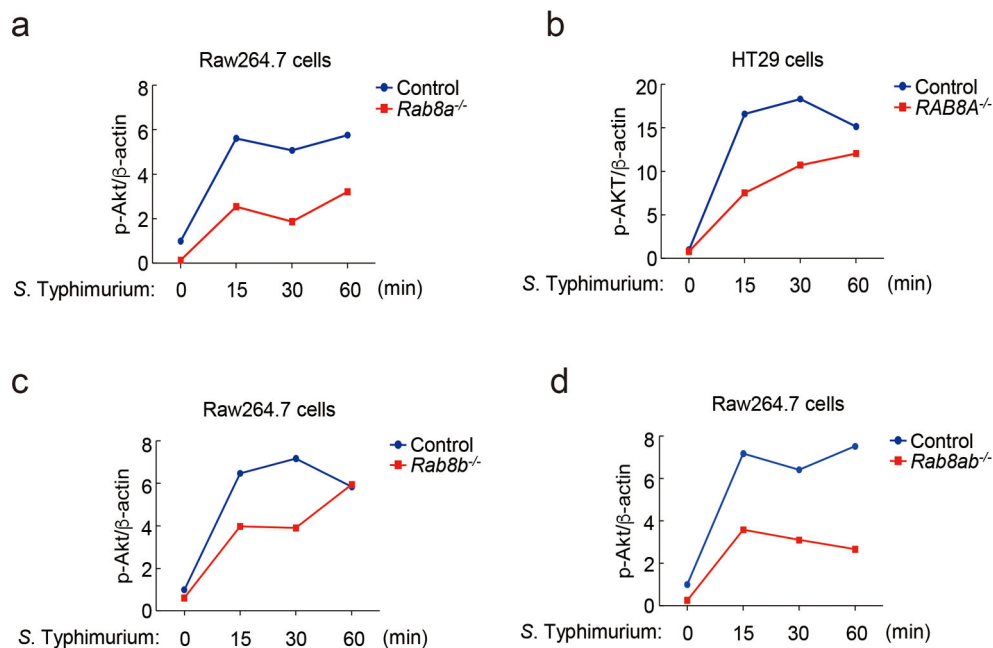 a
Raw264.7 cells
Control
Rab8a-/-
p-Akt/β-actin
8
6
4
2
0
S. Typhimurium: 0 15 30 60 (min)
b
HT29 cells
Control
RAB8A-/-
p-AKT/β-actin
20
15
10
5
0
S. Typhimurium: 0 15 30 60 (min)
c
Raw264.7 cells
Control
Rab8b-/-
p-Akt/β-actin
8
6
4
2
0
S. Typhimurium: 0 15 30 60 (min)
d
Raw264.7 cells
Control
Rab8ab-/-
p-Akt/β-actin
8
6
4
2
0
S. Typhimurium: 0 15 30 60 (min)